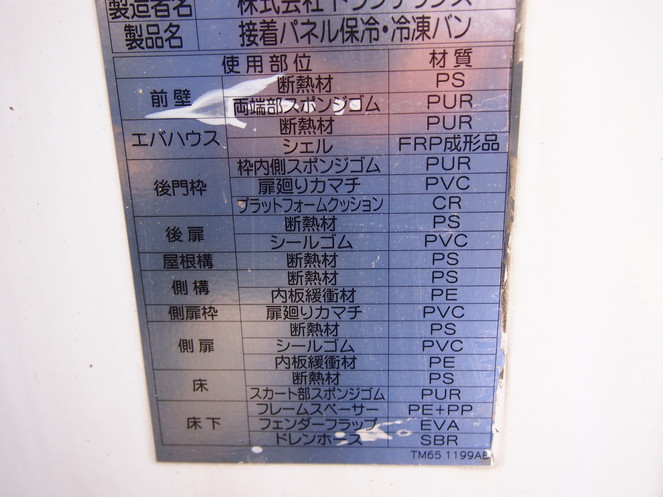 製造者名 株式会社トランテックス
製品名 接着パネル保冷・冷凍バン
使用部位 材質
前壁 断熱材 PS
両端部スポンジゴム PUR
エバハウス 断熱材 PUR
シェル FRP成形品
後門枠 枠内側スポンジゴム PUR
扉廻りカマチ PVC
プラットフォームクッション CR
後扉 断熱材 PS
シールゴム PVC
屋根構 断熱材 PS
側構 断熱材 PS
内板緩衝材 PE
側扉枠 扉廻りカマチ PVC
側扉 断熱材 PS
シールゴム PVC
内板緩衝材 PE
床 断熱材 PS
スカート部スポンジゴム PUR
床下 フレームスペーサー PE+PP
フェンダーフラップ EVA
ドレンホース SBR
TM65 1199AE